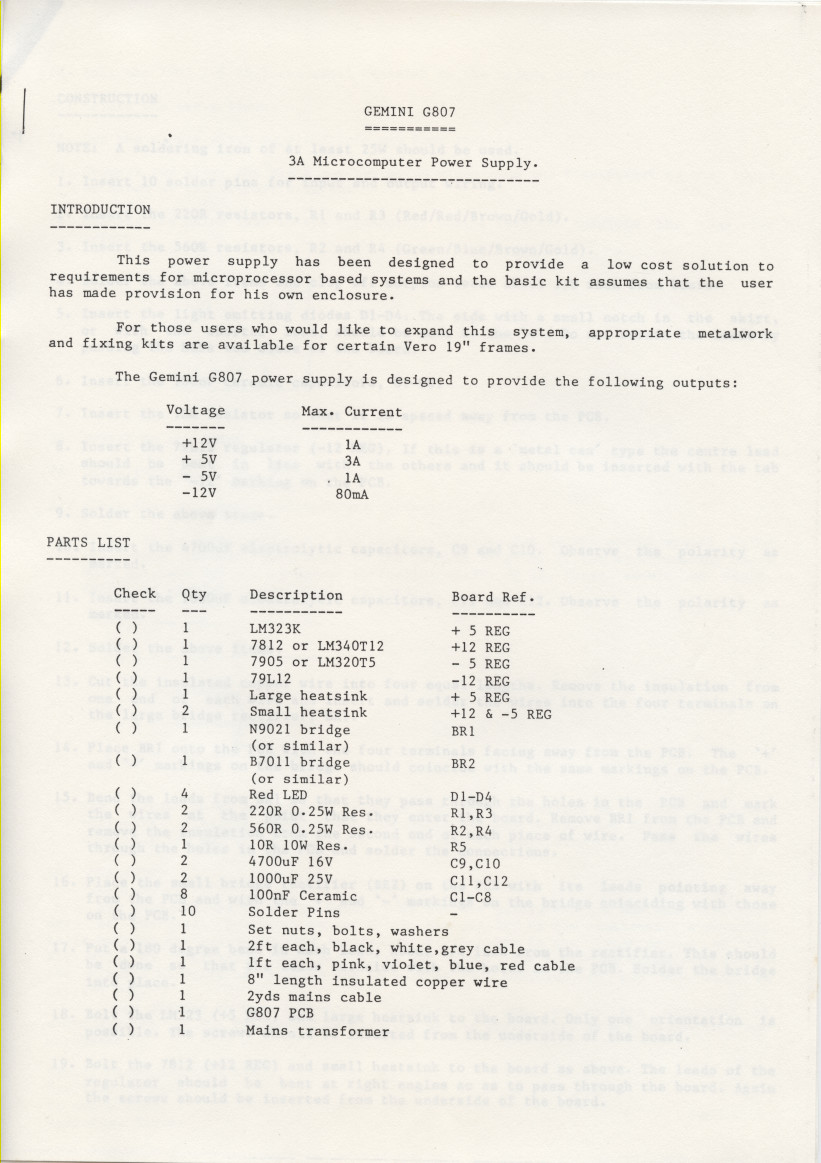 GEMINI G807
===========
3A Microcomputer Power Supply.
------------------------------
INTRODUCTION
------------
This power supply has been designed to provide a low cost solution to
requirements for microprocessor based systems and the basic kit assumes that the user
has made provision for his own enclosure.
For those users who would like to expand this system, appropriate metalwork
and fixing kits are available for certain Vero 19" frames.
The Gemini G807 power supply is designed to provide the following outputs:
Voltage Max. Current
------- ------------
+12V 1A
+ 5V 3A
- 5V 1A
-12V 80mA
PARTS LIST
----------
Check Qty Description Board Ref.
----- --- ----------- ----------
( ) 1 LM323K + 5 REG
( ) 1 7812 or LM340T12 +12 REG
( ) 1 7905 or LM320T5 - 5 REG
( ) 1 79L12 -12 REG
( ) 1 Large heatsink + 5 REG
( ) 2 Small heatsink +12 & -5 REG
( ) 1 N9021 bridge BR1
(or similar)
( ) 1 B7011 bridge BR2
(or similar)
( ) 4 Red LED D1-D4
( ) 2 220R 0.25W Res. R1,R3
( ) 2 560R 0.25W Res. R2,R4
( ) 1 10R 10W Res. R5
( ) 2 4700uF 16V C9,C10
( ) 2 1000uF 25V C11,C12
( ) 8 100nF Ceramic C1-C8
( ) 10 Solder Pins -
( ) 1 Set nuts, bolts, washers
( ) 1 2ft each, black, white,grey cable
( ) 1 1ft each, pink, violet, blue, red cable
( ) 1 8" length insulated copper wire
( ) 1 2yds mains cable
( ) 1 G807 PCB
( ) 1 Mains transformer